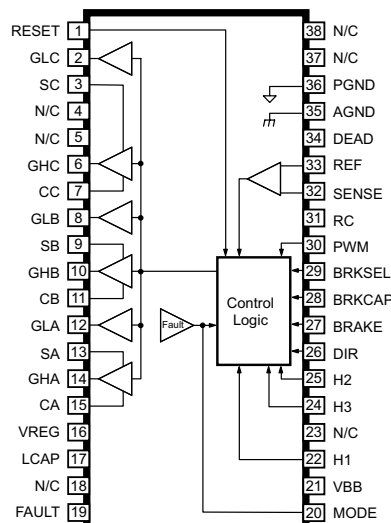 RESET 1
GLC 2
SC 3
N/C 4
N/C 5
GHC 6
CC 7
GLB 8
SB 9
GHB 10
CB 11
GLA 12
SA 13
GHA 14
CA 15
VREG 16
LCAP 17
N/C 18
FAULT 19
Fault
Control
Logic
38 N/C
37 N/C
36 PGND
35 AGND
34 DEAD
33 REF
32 SENSE
31 RC
30 PWM
29 BRKSEL
28 BRKCAP
27 BRAKE
26 DIR
25 H2
24 H3
23 N/C
22 H1
21 VBB
20 MODE